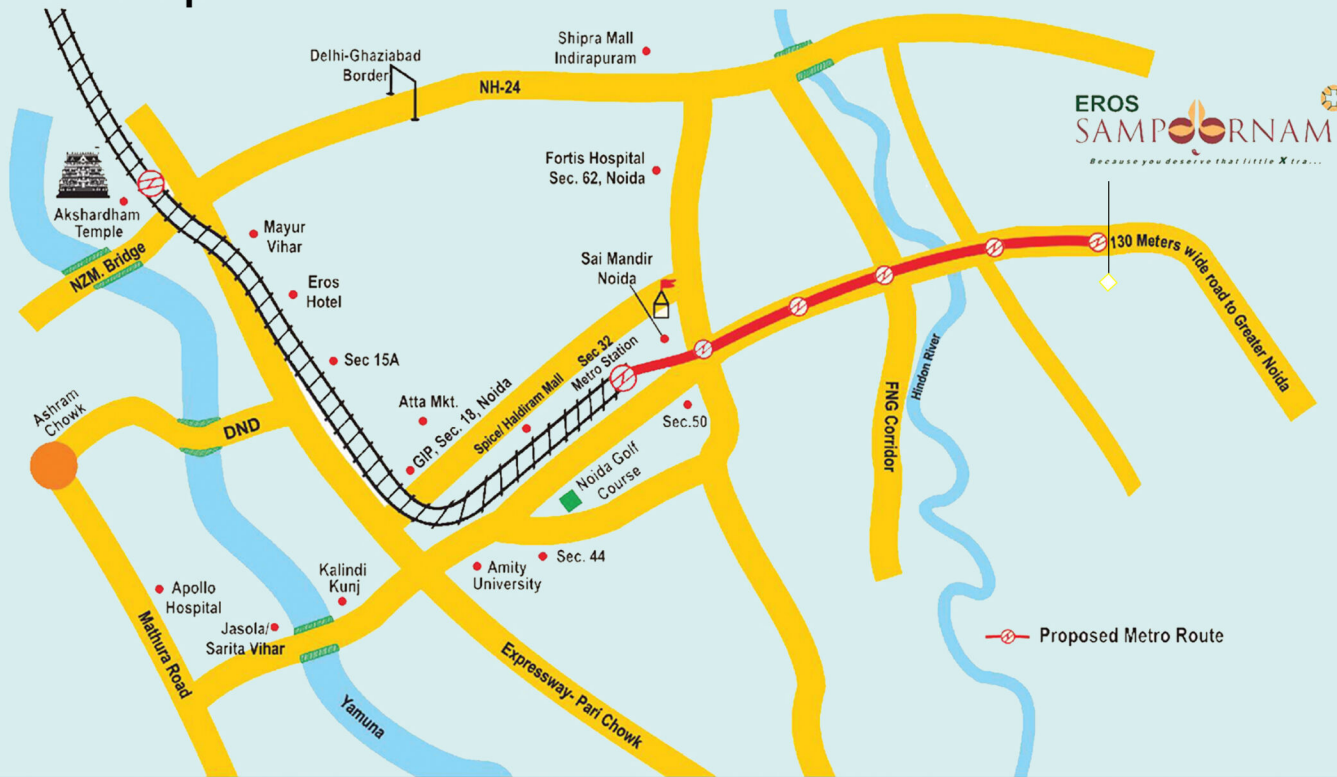 Delhi-Ghaziabad
Border
Shipra Mall
Indirapuram
NH-24
EROS
SAMPOORNAM
Because you deserve that little X tra...
Fortis Hospital
Sec. 62, Noida
Akshardham
Temple
Mayur
Vihar
NZM. Bridge
Eros
Hotel
Sai Mandir
Noida
130 Meters wide road to Greater Noida
Sec 15A
Sec 32
Metro Station
Spice/ Haldiram Mall
GIP, Sec. 18, Noida
Atta Mkt.
Sec.50
Ashram
Chowk
DND
Noida Golf
Course
FNG Corridor
Hindon River
Sec. 44
Amity
University
Kalindi
Kunj
Apollo
Hospital
Jasola/
Sarita Vihar
Mathura Road
Yamuna
Expressway- Pari Chowk
Proposed Metro Route